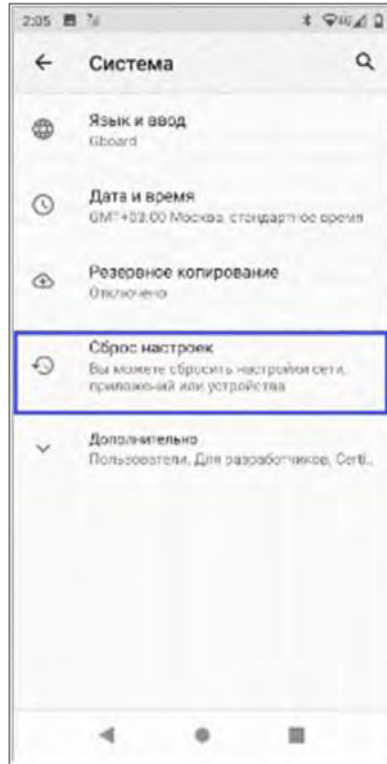 2:05
4G
Система
Язык и ввод
Gboard
Дата и время
GMT+03:00 Москва, стандартное время
Резервное копирование
Отключено
Сброс настроек
Вы можете сбросить настройки сети,
приложений или устройства
Дополнительно
Пользователи, Для разработчиков, Certi..